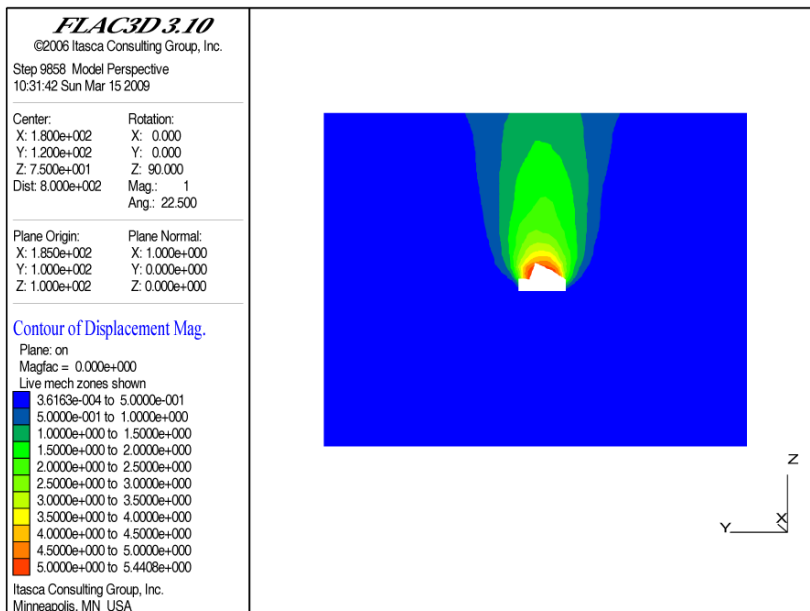 FLAC3D 3.10
©2006 Itasca Consulting Group, Inc.
Step 9858 Model Perspective
10:31:42 Sun Mar 15 2009
Center: Rotation:
X: 1.800e+002 X: 0.000
Y: 1.200e+002 Y: 0.000
Z: 7.500e+001 Z: 90.000
Dist: 8.000e+002 Mag.: 1
Ang.: 22.500
Plane Origin: Plane Normal:
X: 1.850e+002 X: 1.000e+000
Y: 1.000e+002 Y: 0.000e+000
Z: 1.000e+002 Z: 0.000e+000
Contour of Displacement Mag.
Plane: on
Magfac = 0.000e+000
Live mech zones shown
3.6163e-004 to 5.0000e-001
5.0000e-001 to 1.0000e+000
1.0000e+000 to 1.5000e+000
1.5000e+000 to 2.0000e+000
2.0000e+000 to 2.5000e+000
2.5000e+000 to 3.0000e+000
3.0000e+000 to 3.5000e+000
3.5000e+000 to 4.0000e+000
4.0000e+000 to 4.5000e+000
4.5000e+000 to 5.0000e+000
5.0000e+000 to 5.4408e+000
Itasca Consulting Group, Inc.
Minneapolis, MN USA
Z
X
Y